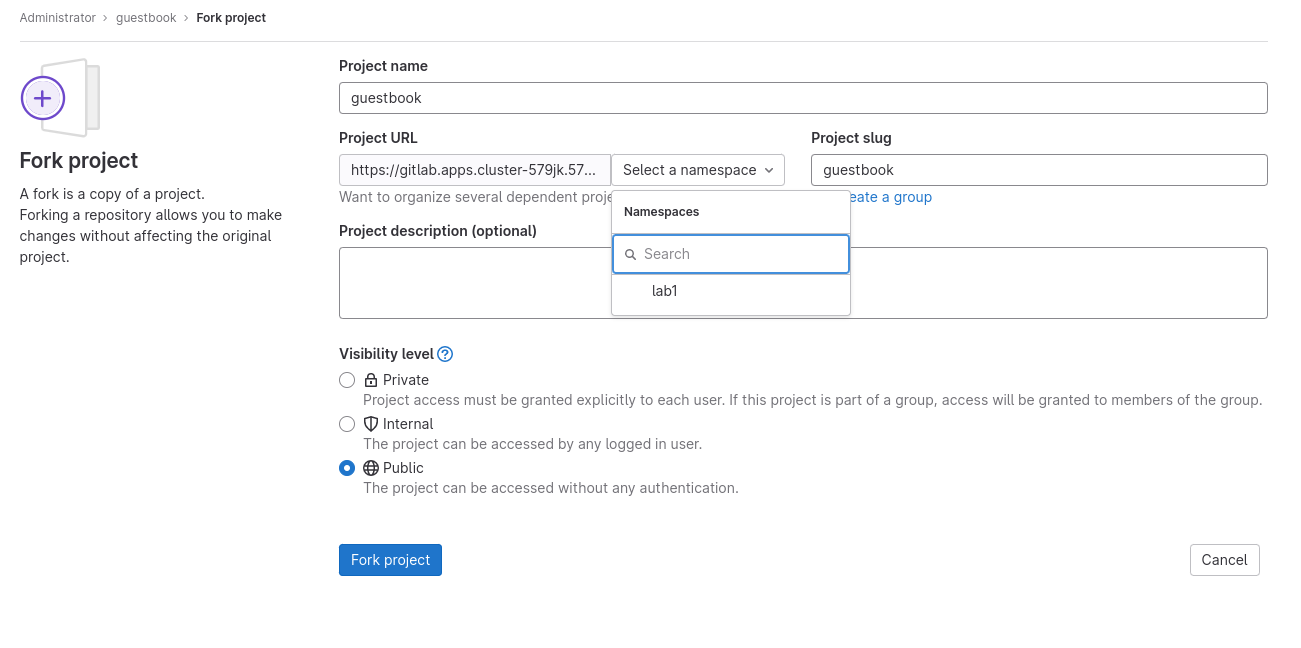 Administrator › guestbook › Fork project
Fork project
A fork is a copy of a project.
Forking a repository allows you to make
changes without affecting the original
project.
Project name
guestbook
Project URL
https://gitlab.apps.cluster-579jk.57...
Select a namespace
Project slug
guestbook
Want to organize several dependent
a group
Namespaces
Search
lab1
Project description (optional)
Visibility level
Private
Project access must be granted explicitly to each user. If this project is part of a group, access will be granted to members of the group.
Internal
The project can be accessed by any logged in user.
Public
The project can be accessed without any authentication.
Fork project
Cancel